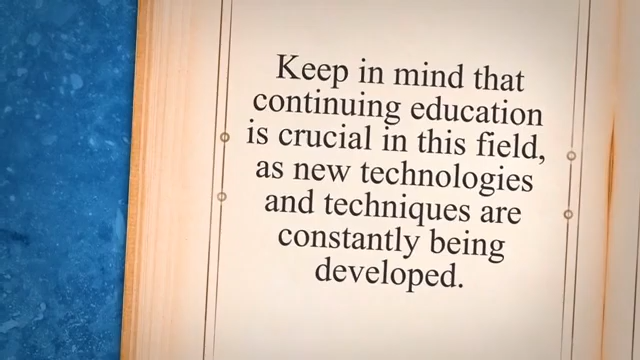 Keep in mind that
continuing education
is crucial in this field,
as new technologies
and techniques are
constantly being
developed.